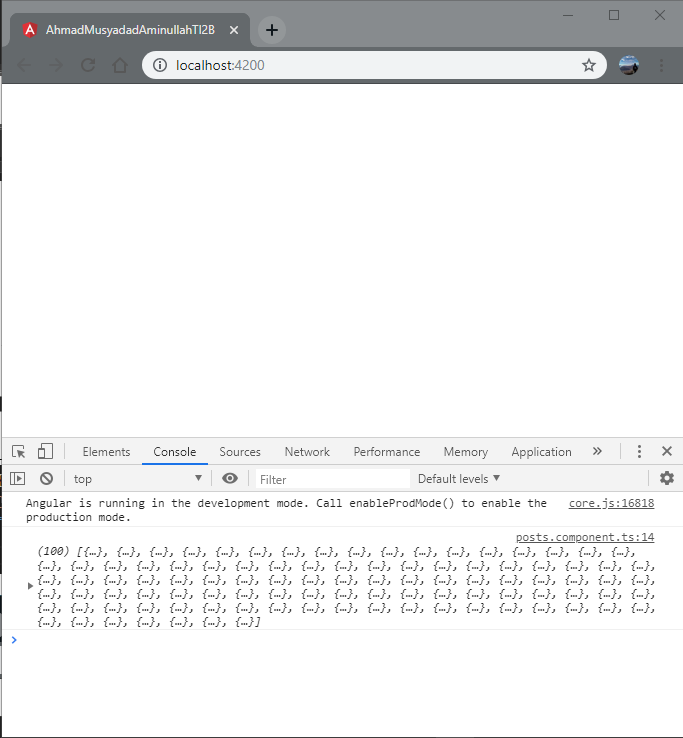 AhmadMusyadadAminullahTI2B
localhost:4200
Elements Console Sources Network Performance Memory Application »
top Filter Default levels
Angular is running in the development mode. Call enableProdMode() to enable the core.js:16818
production mode.
posts.component.ts:14
(100) [{…}, {…}, {…}, {…}, {…}, {…}, {…}, {…}, {…}, {…}, {…}, {…}, {…}, {…}, {…}, {…}, {…},
{…}, {…}, {…}, {…}, {…}, {…}, {…}, {…}, {…}, {…}, {…}, {…}, {…}, {…}, {…}, {…}, {…}, {…}, {…},
{…}, {…}, {…}, {…}, {…}, {…}, {…}, {…}, {…}, {…}, {…}, {…}, {…}, {…}, {…}, {…}, {…}, {…}, {…},
{…}, {…}, {…}, {…}, {…}, {…}, {…}, {…}, {…}, {…}, {…}, {…}, {…}, {…}, {…}, {…}, {…}, {…}, {…},
{…}, {…}, {…}, {…}, {…}, {…}, {…}, {…}, {…}, {…}, {…}, {…}, {…}, {…}, {…}, {…}, {…}, {…}, {…},
{…}, {…}, {…}, {…}, {…}, {…}, {…}]